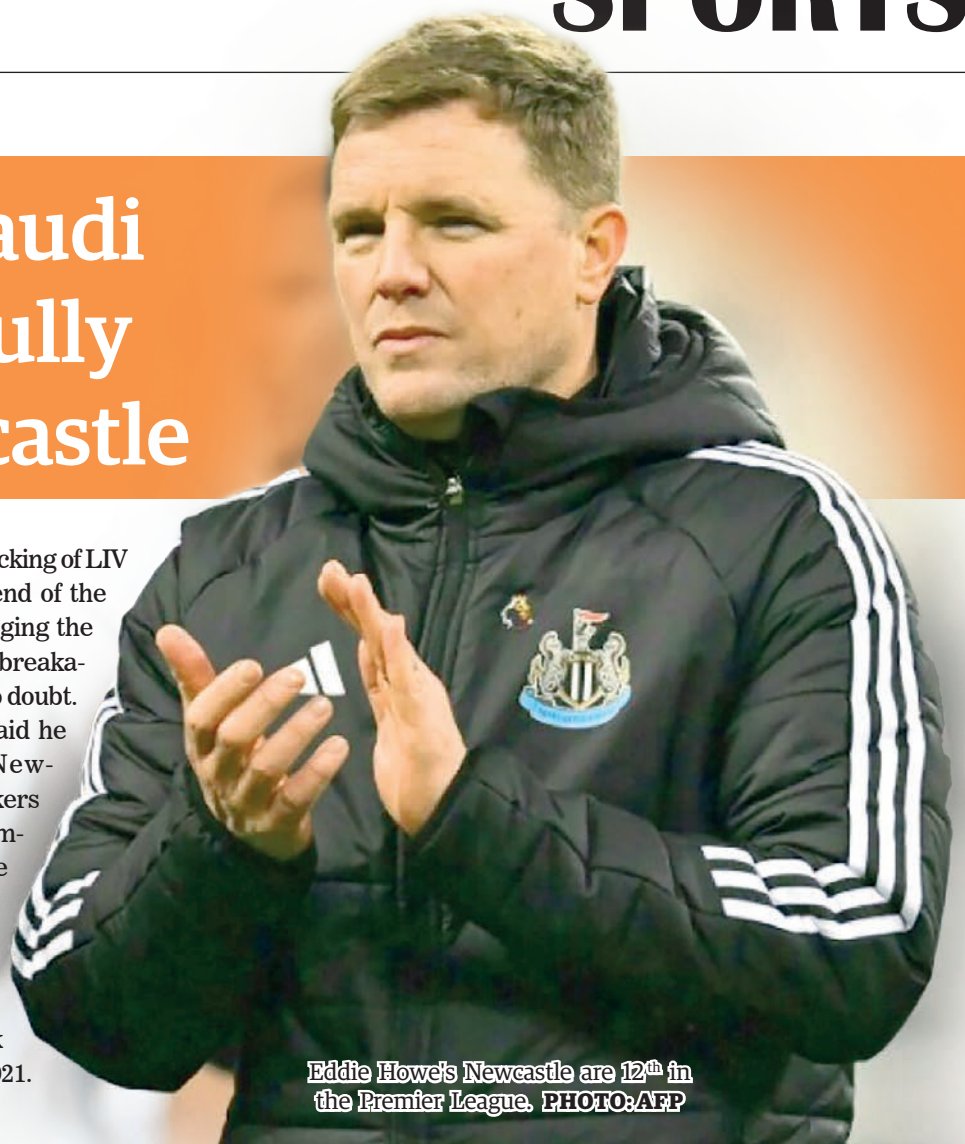 SPORTS
audi
ully
castle
cking of LIV
end of the
ging the
breaka-
doubt.
aid he
New-
kers
m-
e
k
021.
Eddie Howe's Newcastle are 12th in
the Premier League. PHOTO: AFP